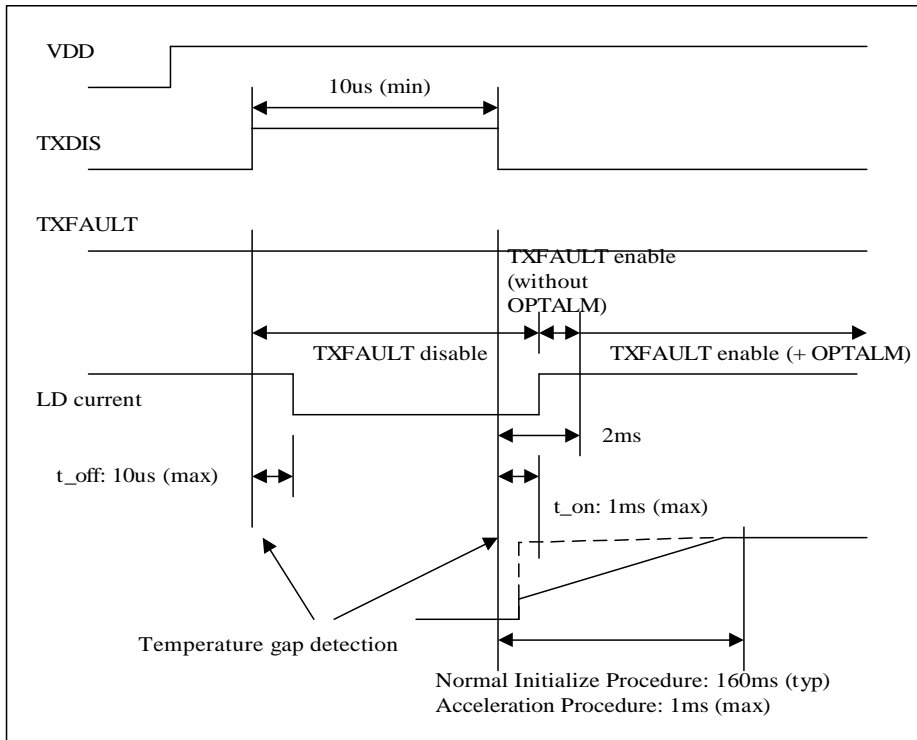 VDD
10us (min)
TXDIS
TXFAULT
TXFAULT enable
(without
OPTALM)
TXFAULT disable
TXFAULT enable (+ OPTALM)
LD current
2ms
t_off: 10us (max)
t_on: 1ms (max)
Temperature gap detection
Normal Initialize Procedure: 160ms (typ)
Acceleration Procedure: 1ms (max)